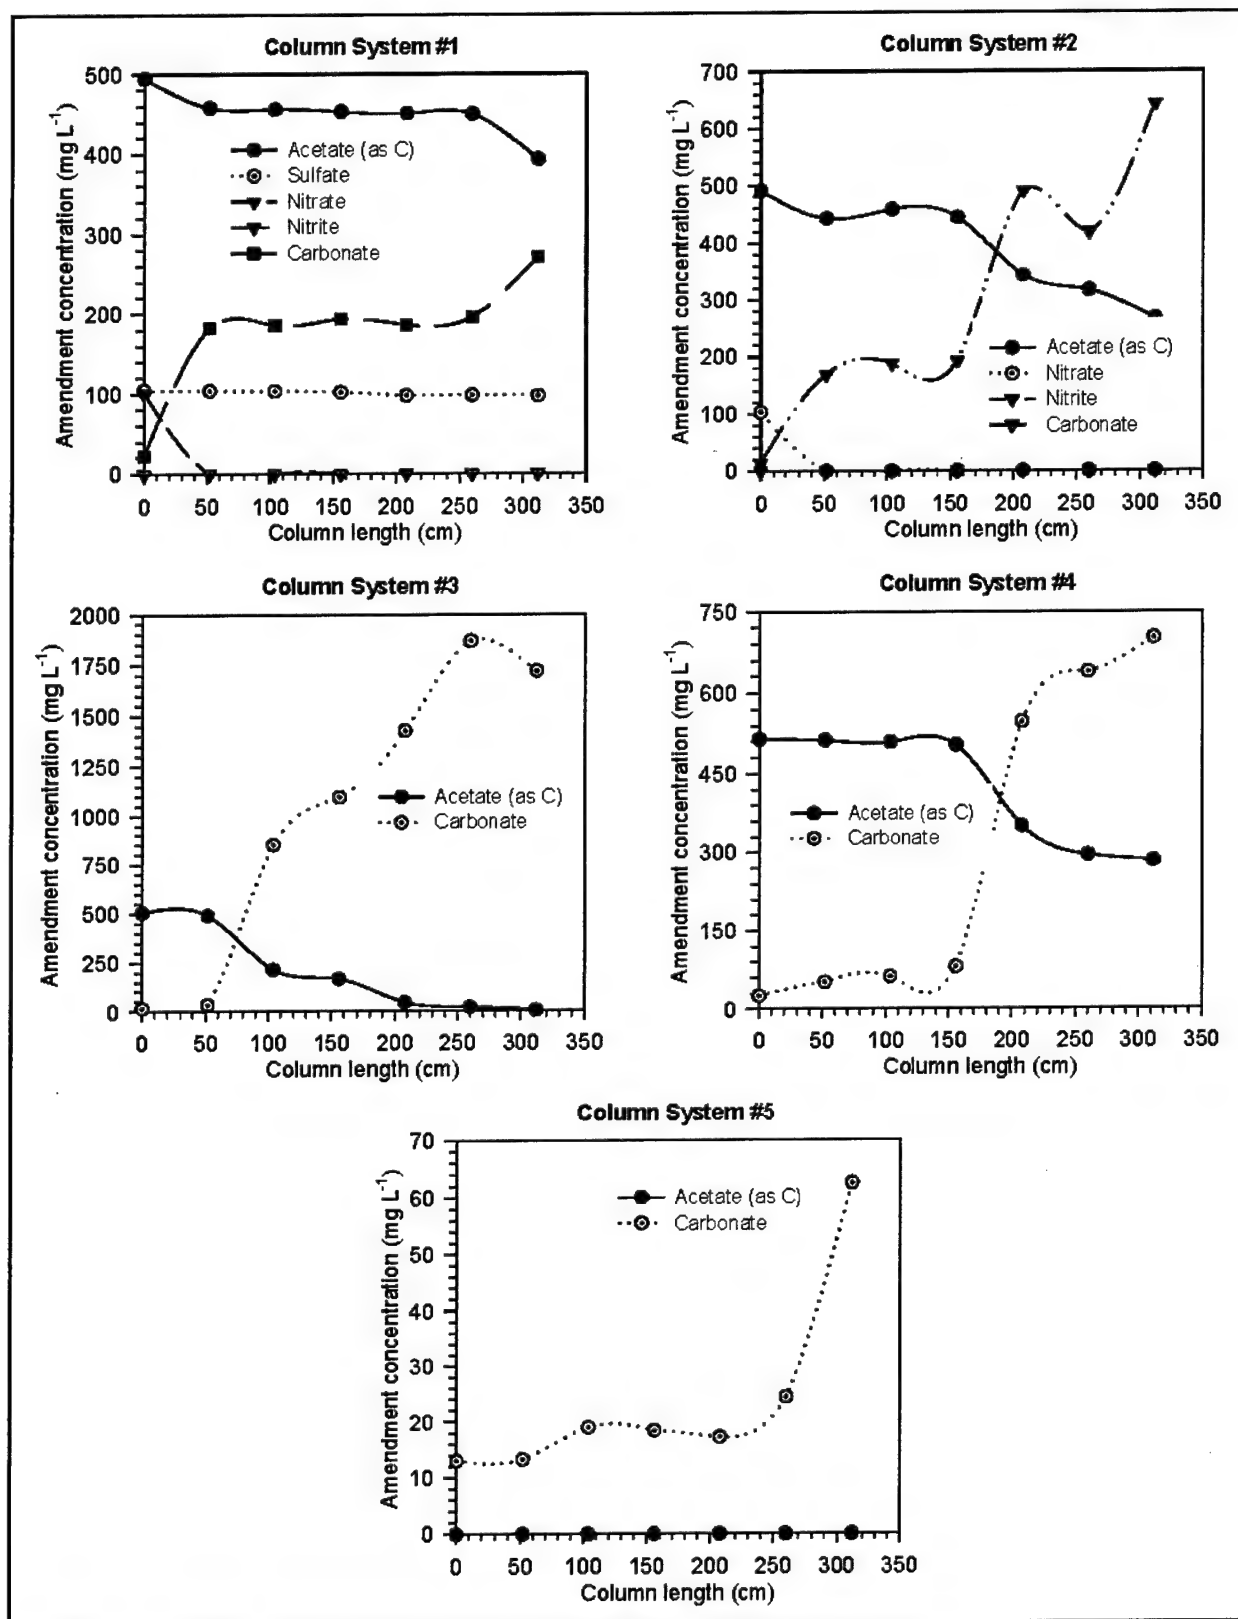 Column System #1
Amendment concentration (mg L-1)
500
400
300
200
100
0
Acetate (as C)
Sulfate
Nitrate
Nitrite
Carbonate
0 50 100 150 200 250 300 350
Column length (cm)
Column System #2
Amendment concentration (mg L-1)
700
600
500
400
300
200
100
0
Acetate (as C)
Nitrate
Nitrite
Carbonate
0 50 100 150 200 250 300 350
Column length (cm)
Column System #3
Amendment concentration (mg L-1)
2000
1750
1500
1250
1000
750
500
250
0
Acetate (as C)
Carbonate
0 50 100 150 200 250 300 350
Column length (cm)
Column System #4
Amendment concentration (mg L-1)
750
600
450
300
150
0
Acetate (as C)
Carbonate
0 50 100 150 200 250 300 350
Column length (cm)
Column System #5
Amendment concentration (mg L-1)
70
60
50
40
30
20
10
0
Acetate (as C)
Carbonate
0 50 100 150 200 250 300 350
Column length (cm)